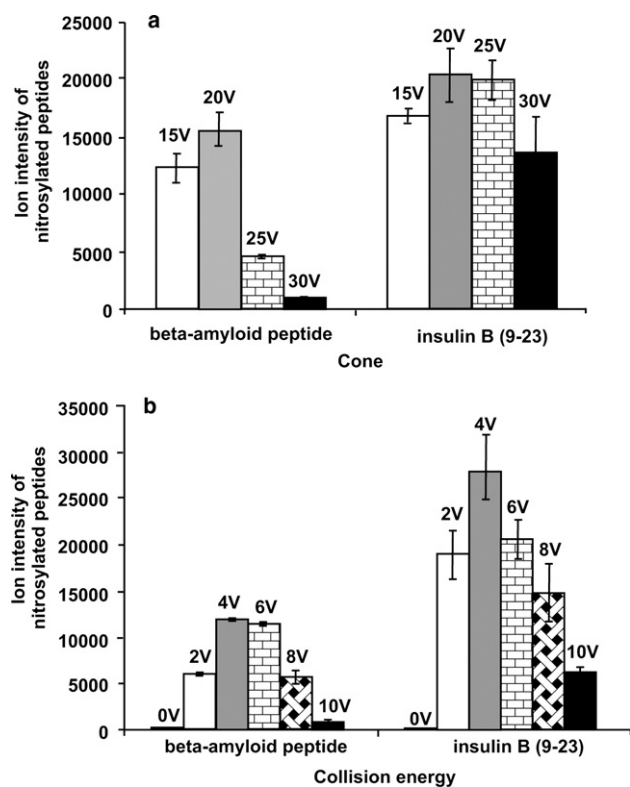 a
Ion intensity of
nitrosylated peptides
25000
20000
15000
10000
5000
0
15V
20V
25V
30V
15V
20V
25V
30V
beta-amyloid peptide
insulin B (9-23)
Cone
b
Ion intensity of
nitrosylated peptides
35000
30000
25000
20000
15000
10000
5000
0
0V
2V
4V
6V
8V
10V
0V
2V
4V
6V
8V
10V
beta-amyloid peptide
insulin B (9-23)
Collision energy